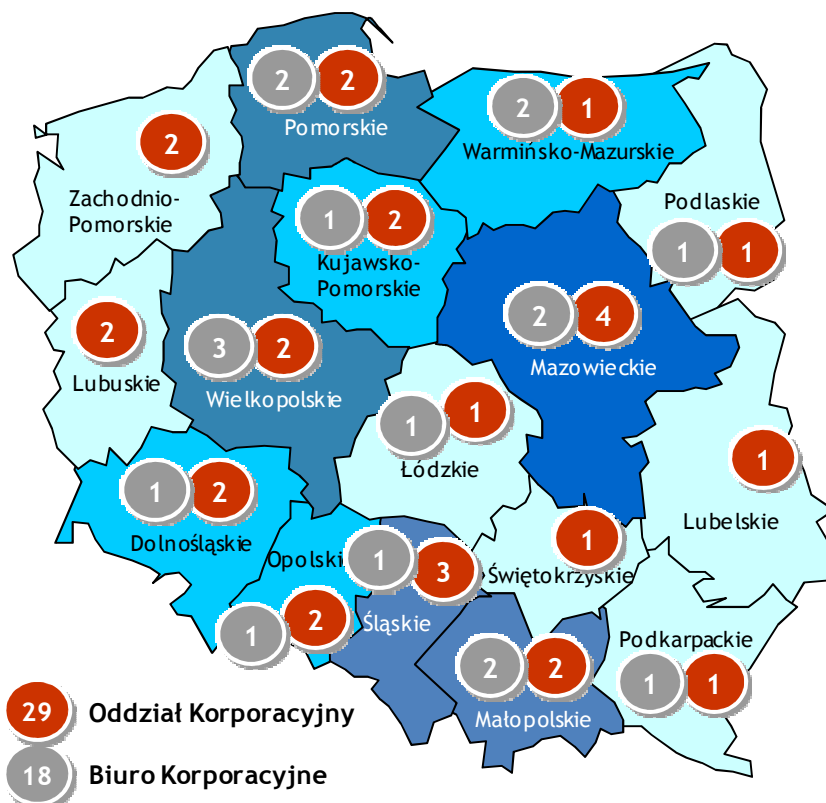 2 2
Pomorskie
2 1
Warmińsko-Mazurskie
2
Zachodnio-
Pomorskie
Podlaskie
1 1
1 2
Kujawsko-
Pomorskie
2 4
Mazowieckie
2
Lubuskie
3 2
Wielkopolskie
1 1
Łódzkie
1
Lubelskie
1 2
Dolnośląskie
Opolski
1 2
1 3
Śląskie
1
Świętokrzyskie
2 2
Małopolskie
Podkarpackie
1 1
29 Oddział Korporacyjny
18 Biuro Korporacyjne